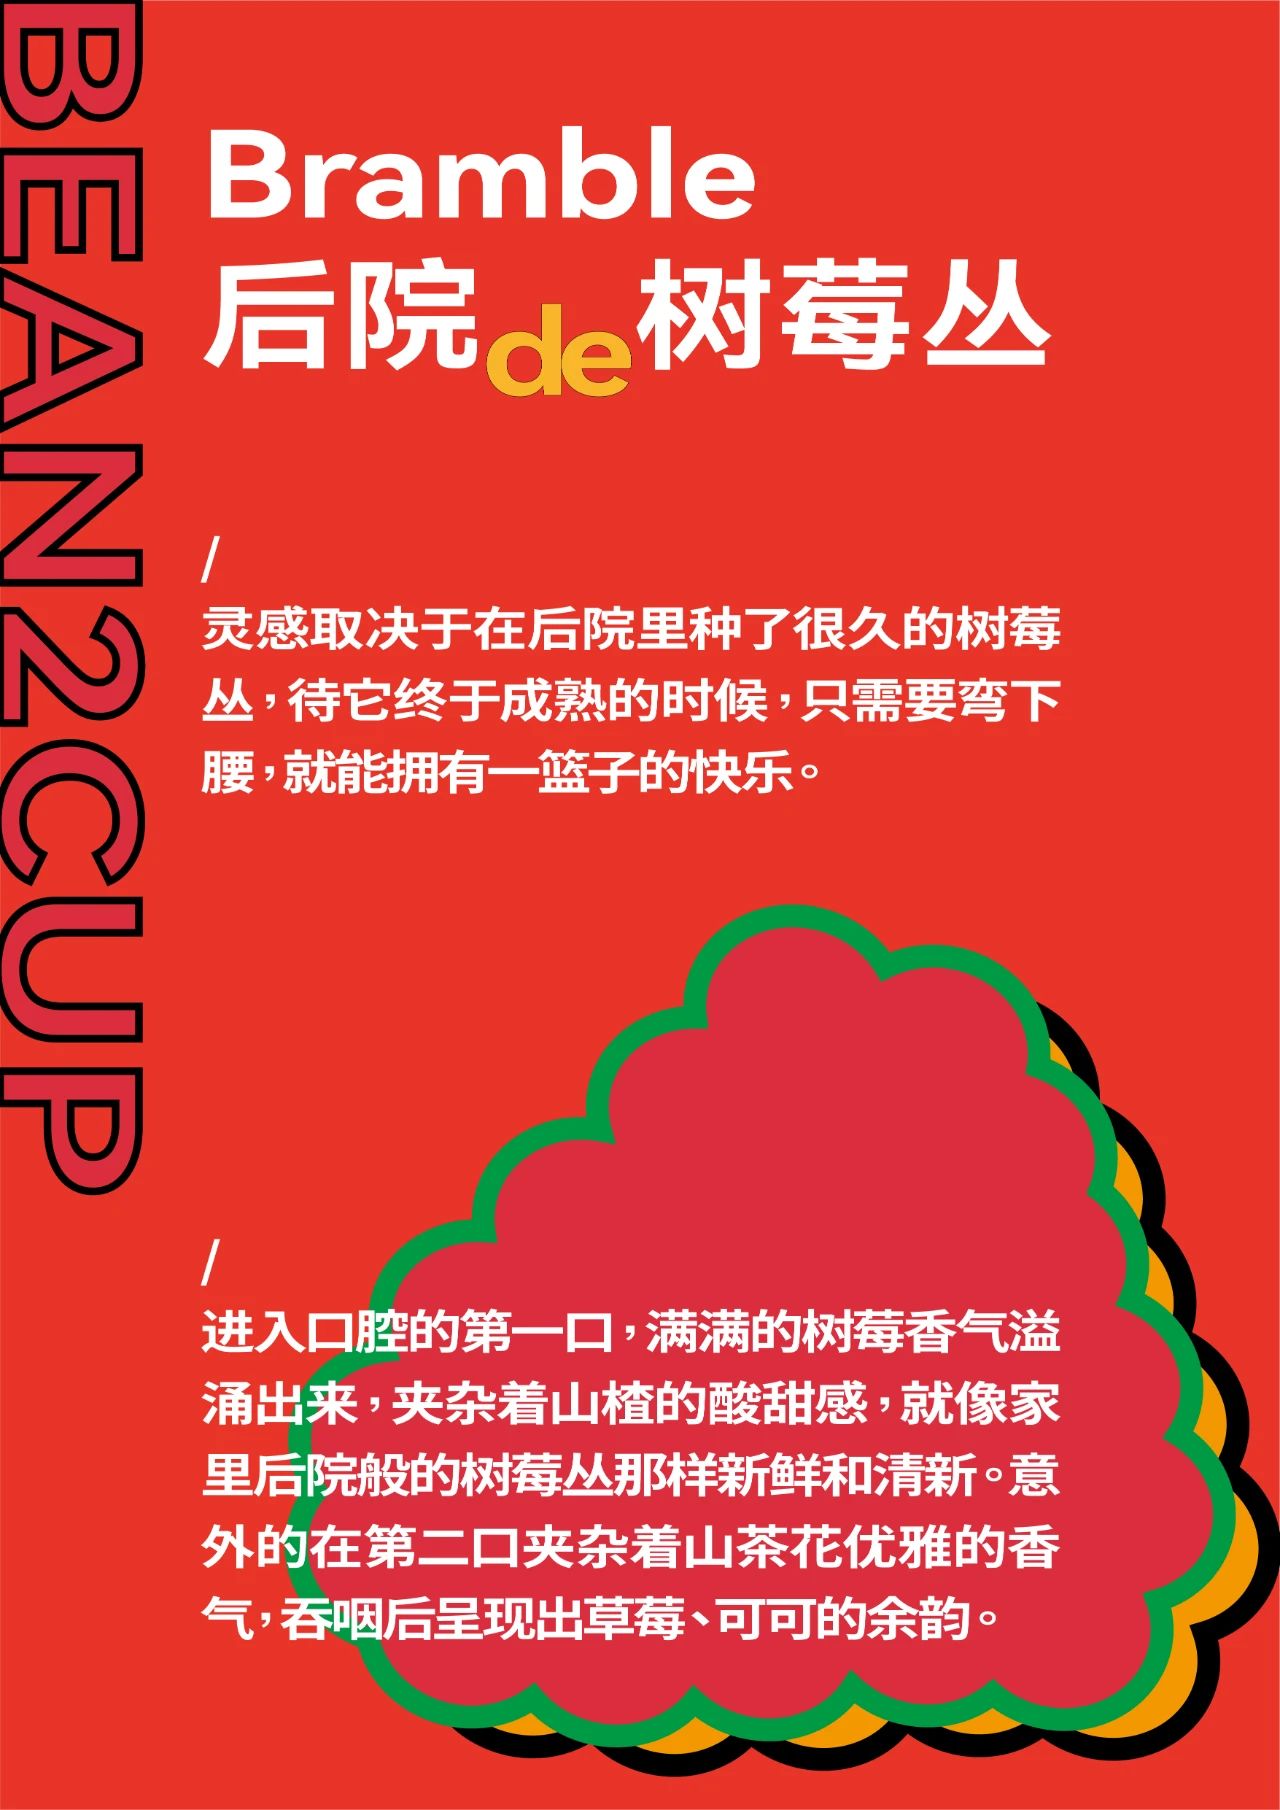 BEAN2CUP
Bramble
后院de树莓丛
/
灵感取决于在后院里种了很久的树莓
丛，待它终于成熟的时候，只需要弯下
腰，就能拥有一篮子的快乐。
/
进入口腔的第一口，满满的树莓香气溢
涌出来，夹杂着山楂的酸甜感，就像家
里后院般的树莓丛那样新鲜和清新。意
外的在第二口夹杂着山茶花优雅的香
气，吞咽后呈现出草莓、可可的余韵。